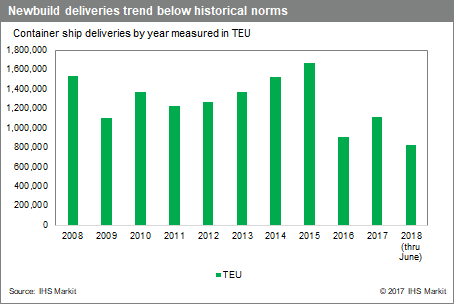 Newbuild deliveries trend below historical norms
Container ship deliveries by year measured in TEU
1,800,000
1,600,000
1,400,000
1,200,000
1,000,000
800,000
600,000
400,000
200,000
0
2008 2009 2010 2011 2012 2013 2014 2015 2016 2017 2018
(thru
June)
TEU
Source: IHS Markit © 2017 IHS Markit